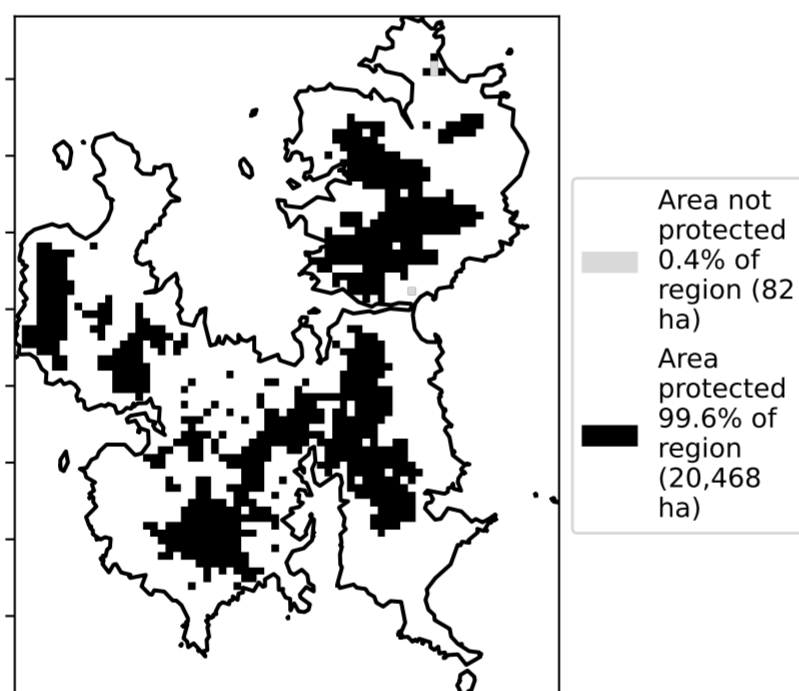 Area not
protected
0.4% of
region (82
ha)
Area
protected
99.6% of
region
(20,468
ha)